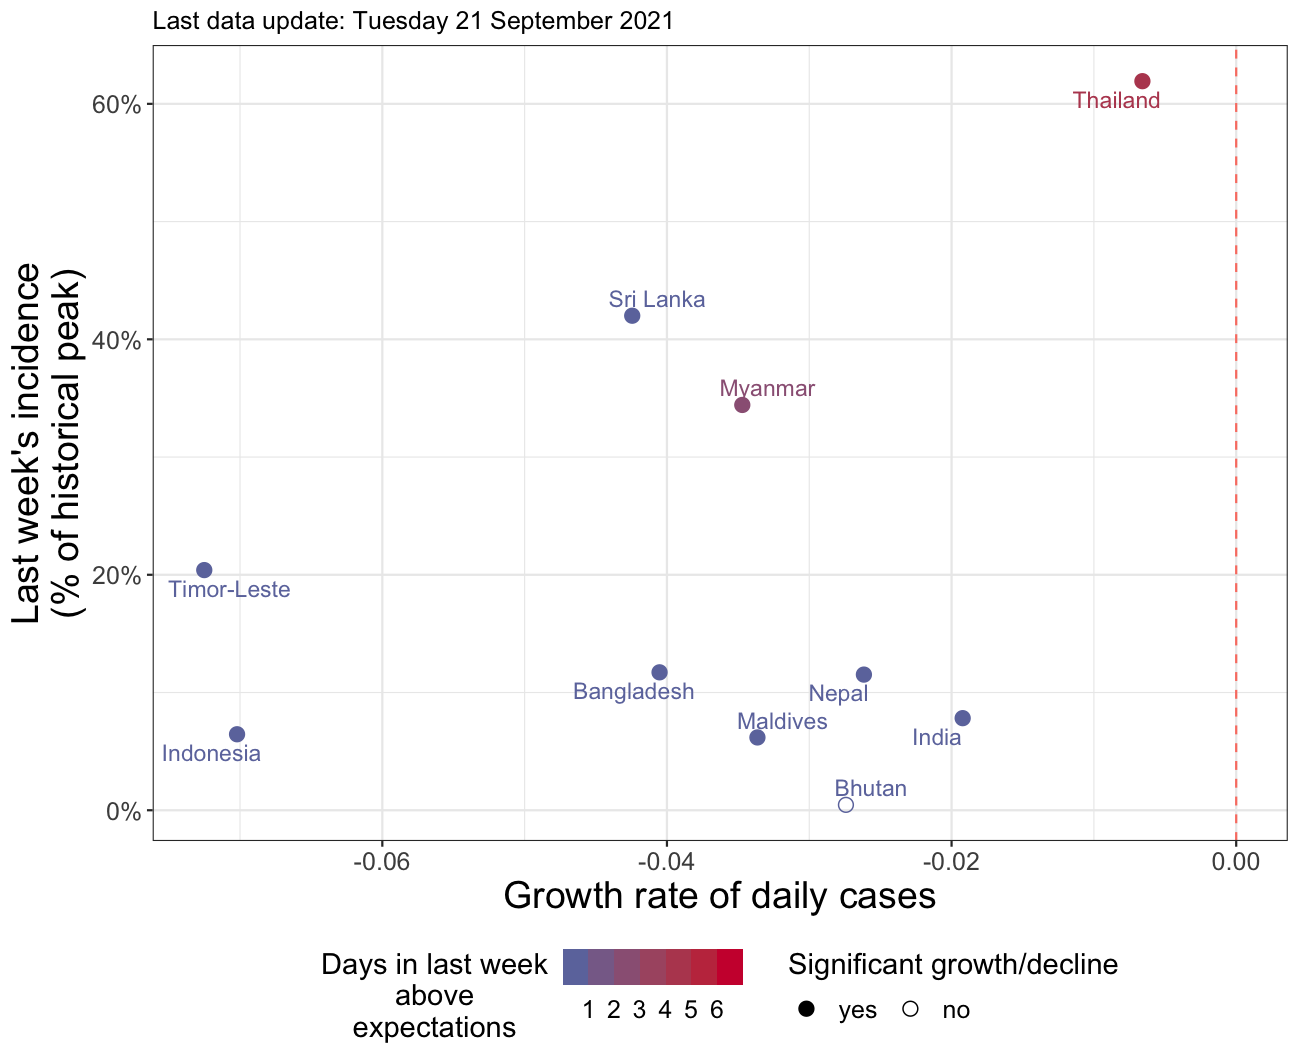 Last data update: Tuesday 21 September 2021
Last week's incidence
(% of historical peak)
60%
40%
20%
0%
Thailand
Sri Lanka
Myanmar
Timor-Leste
Bangladesh
Nepal
Maldives
India
Indonesia
Bhutan
-0.06
-0.04
-0.02
0.00
Growth rate of daily cases
Days in last week
above
expectations
1 2 3 4 5 6
Significant growth/decline
yes
no